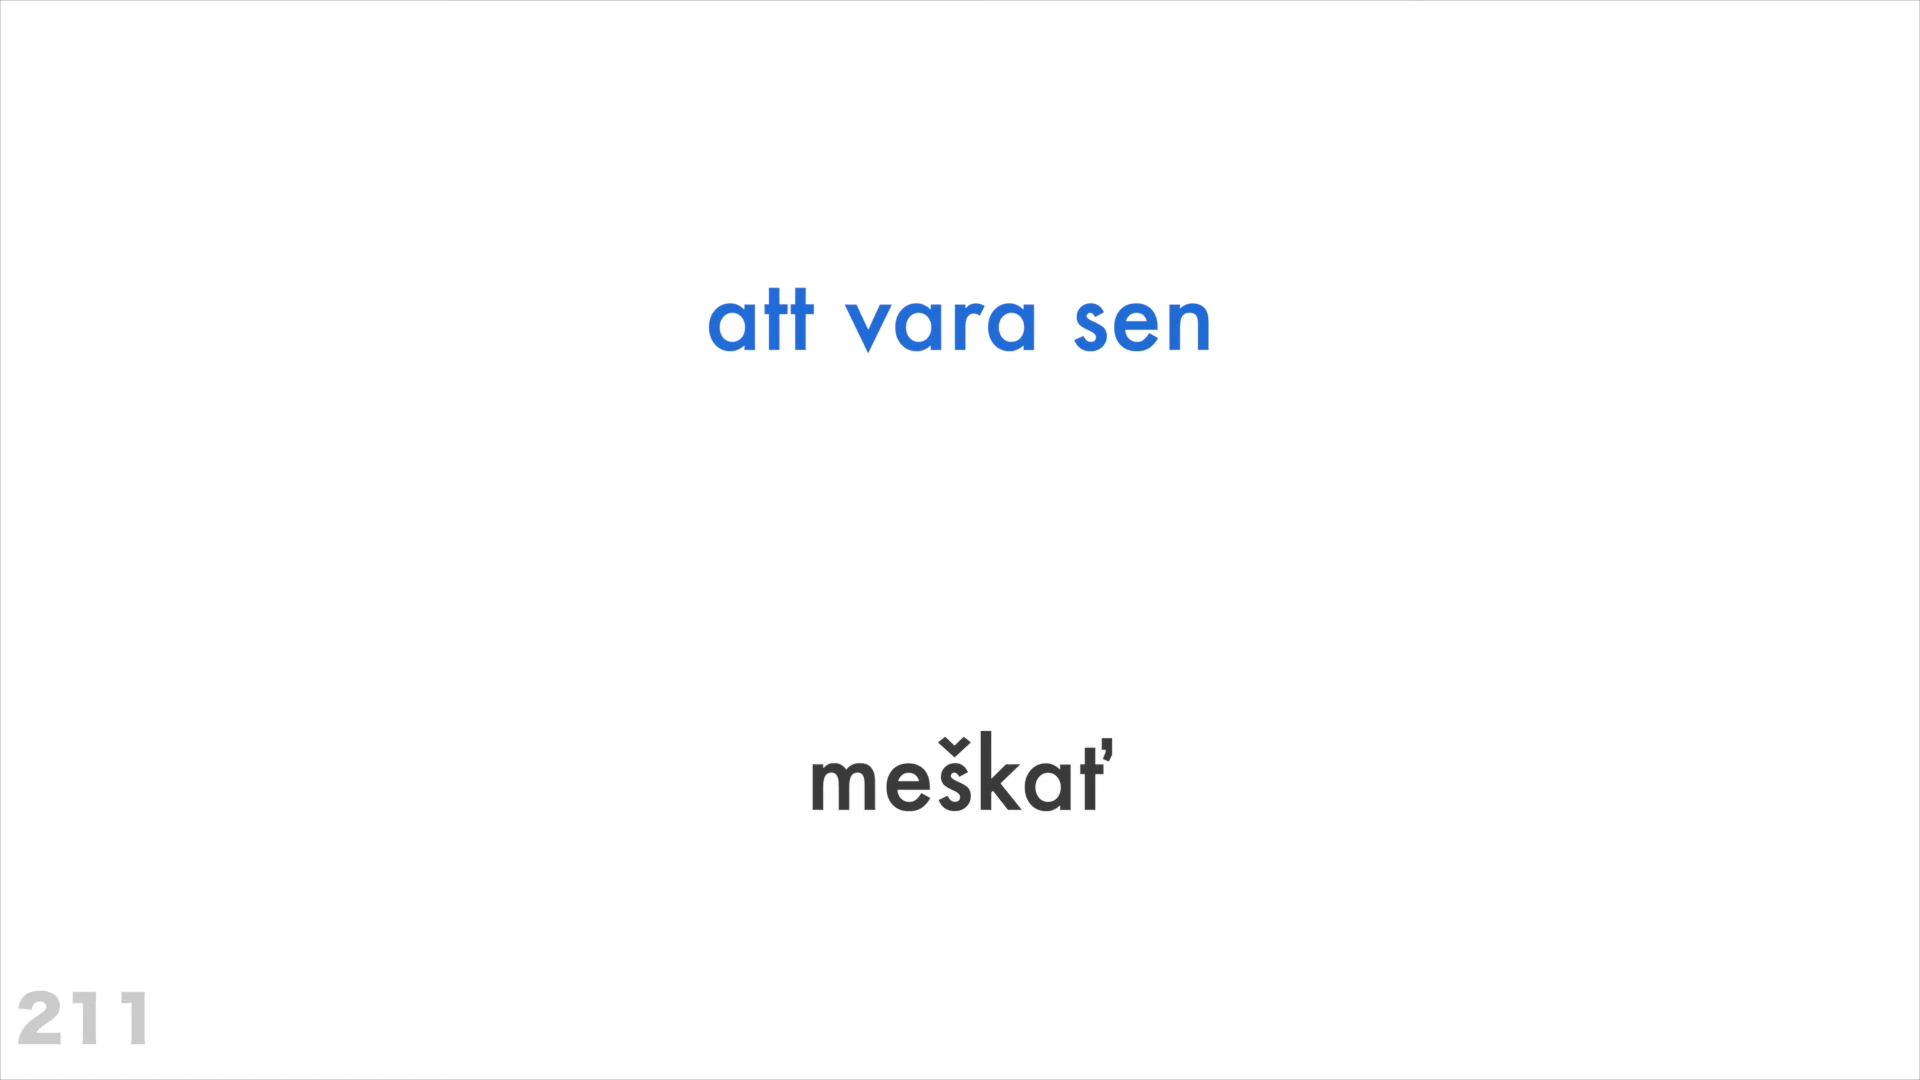 att vara sen
meškať
211